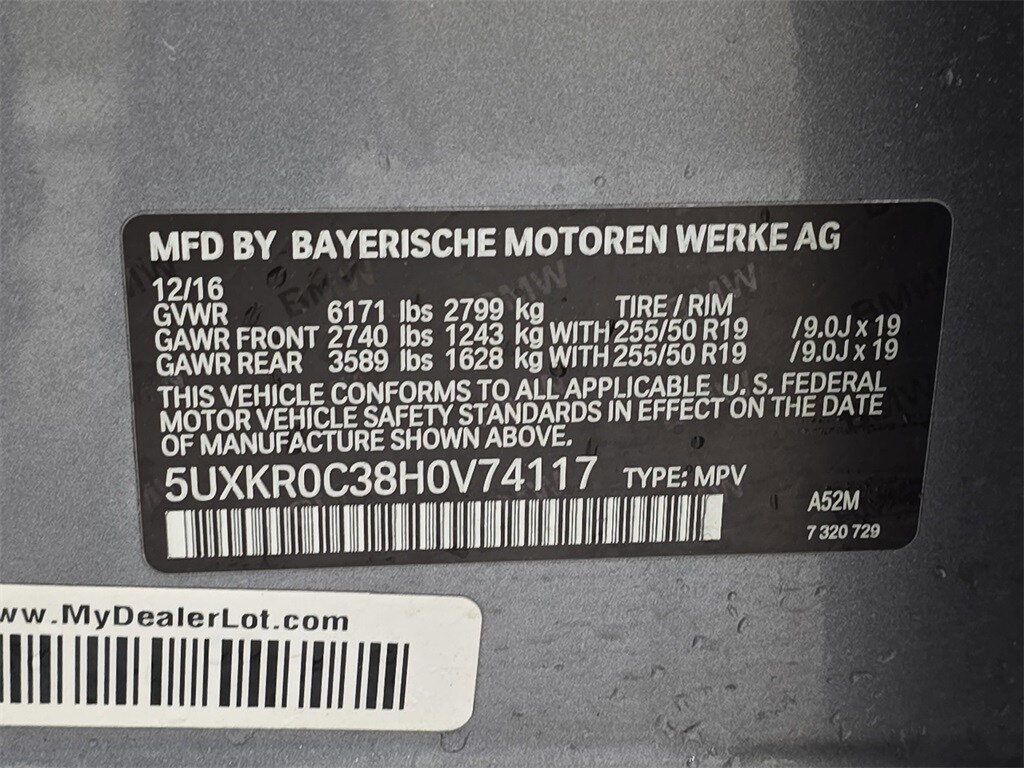 MFD BY BAYERISCHE MOTOREN WERKE AG
12/16
GVWR 6171 lbs 2799 kg TIRE / RIM
GAWR FRONT 2740 lbs 1243 kg WITH 255/50 R19 /9.0J x 19
GAWR REAR 3589 lbs 1628 kg WITH 255/50 R19 /9.0J x 19
THIS VEHICLE CONFORMS TO ALL APPLICABLE U.S. FEDERAL
MOTOR VEHICLE SAFETY STANDARDS IN EFFECT ON THE DATE
OF MANUFACTURE SHOWN ABOVE.
5UXKR0C38H0V74117 TYPE: MPV
A52M
7 320 729
ww.MyDealerLot.com